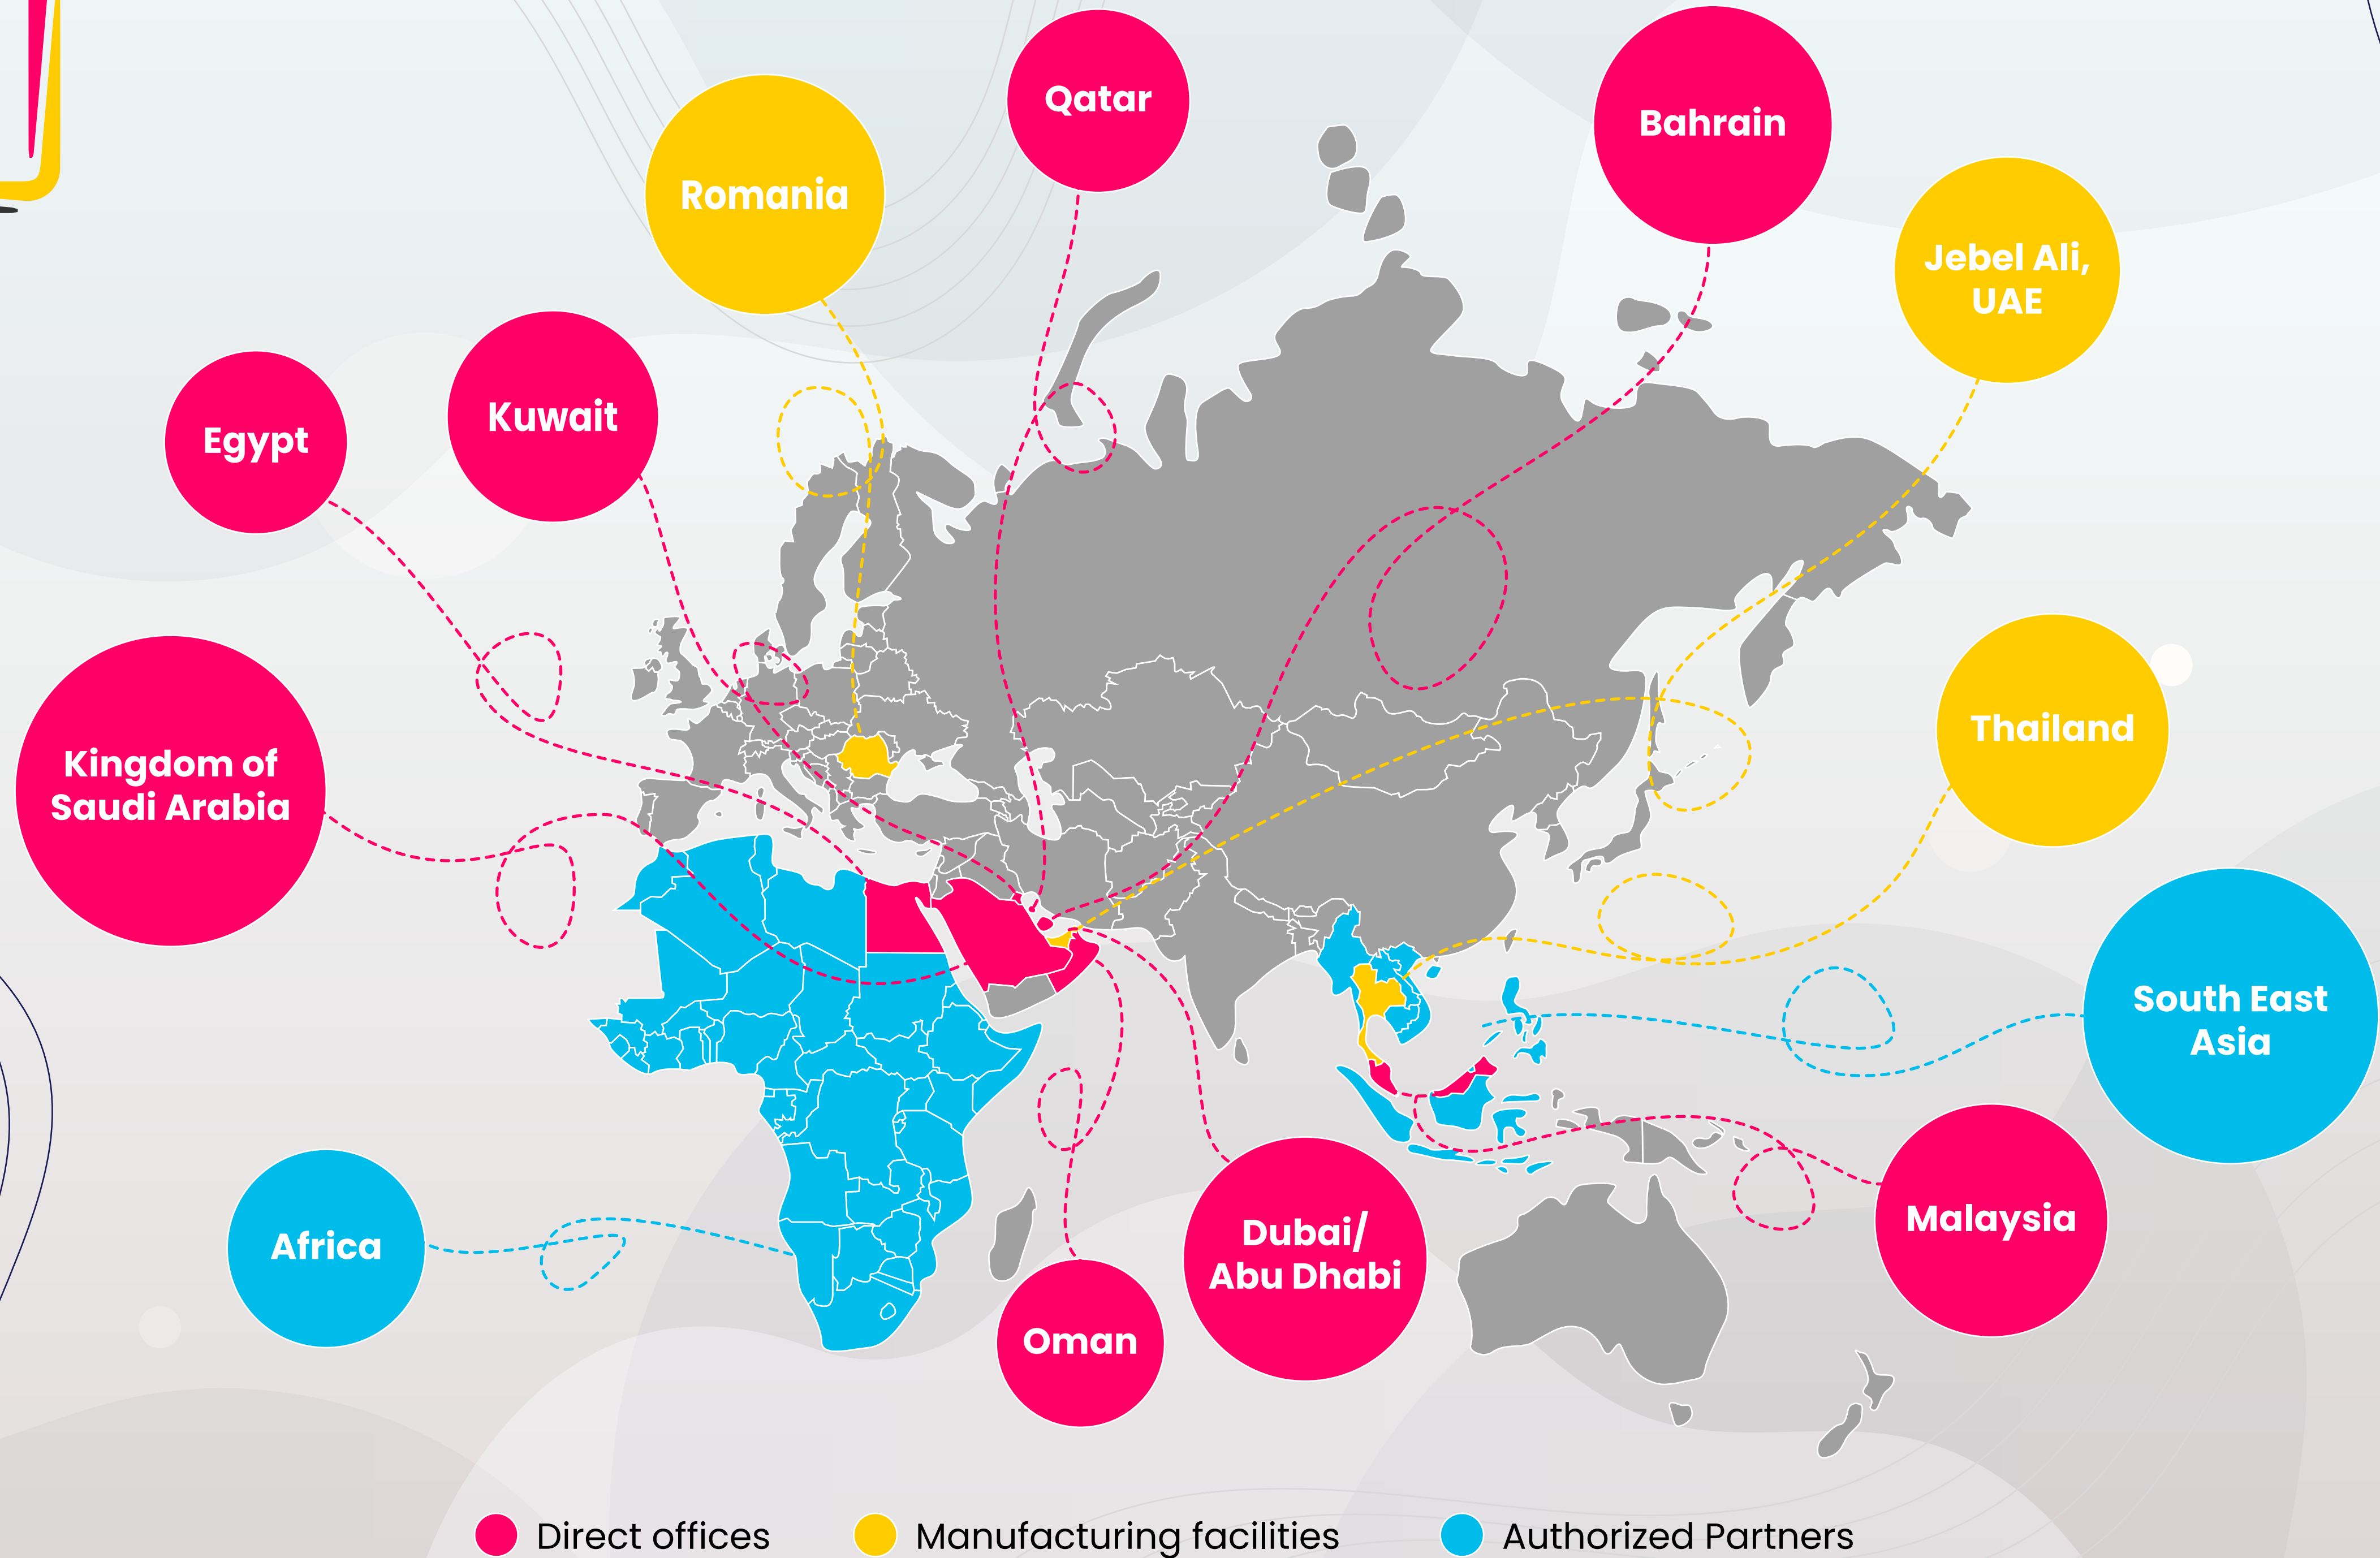 Qatar
Bahrain
Romania
Jebel Ali,
UAE
Kuwait
Egypt
Thailand
Kingdom of
Saudi Arabia
South East
Asia
Malaysia
Africa
Dubai/
Abu Dhabi
Oman
Direct offices
Manufacturing facilities
Authorized Partners